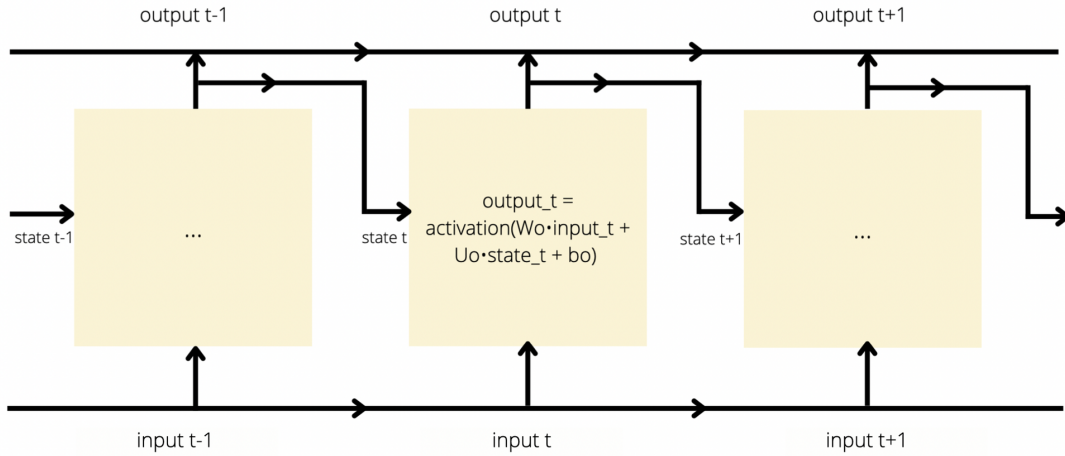 output t-1
output t
output t+1
output_t =
activation(Wo•input_t +
Uo•state_t + bo)
...
...
state t-1
state t
state t+1
input t-1
input t
input t+1